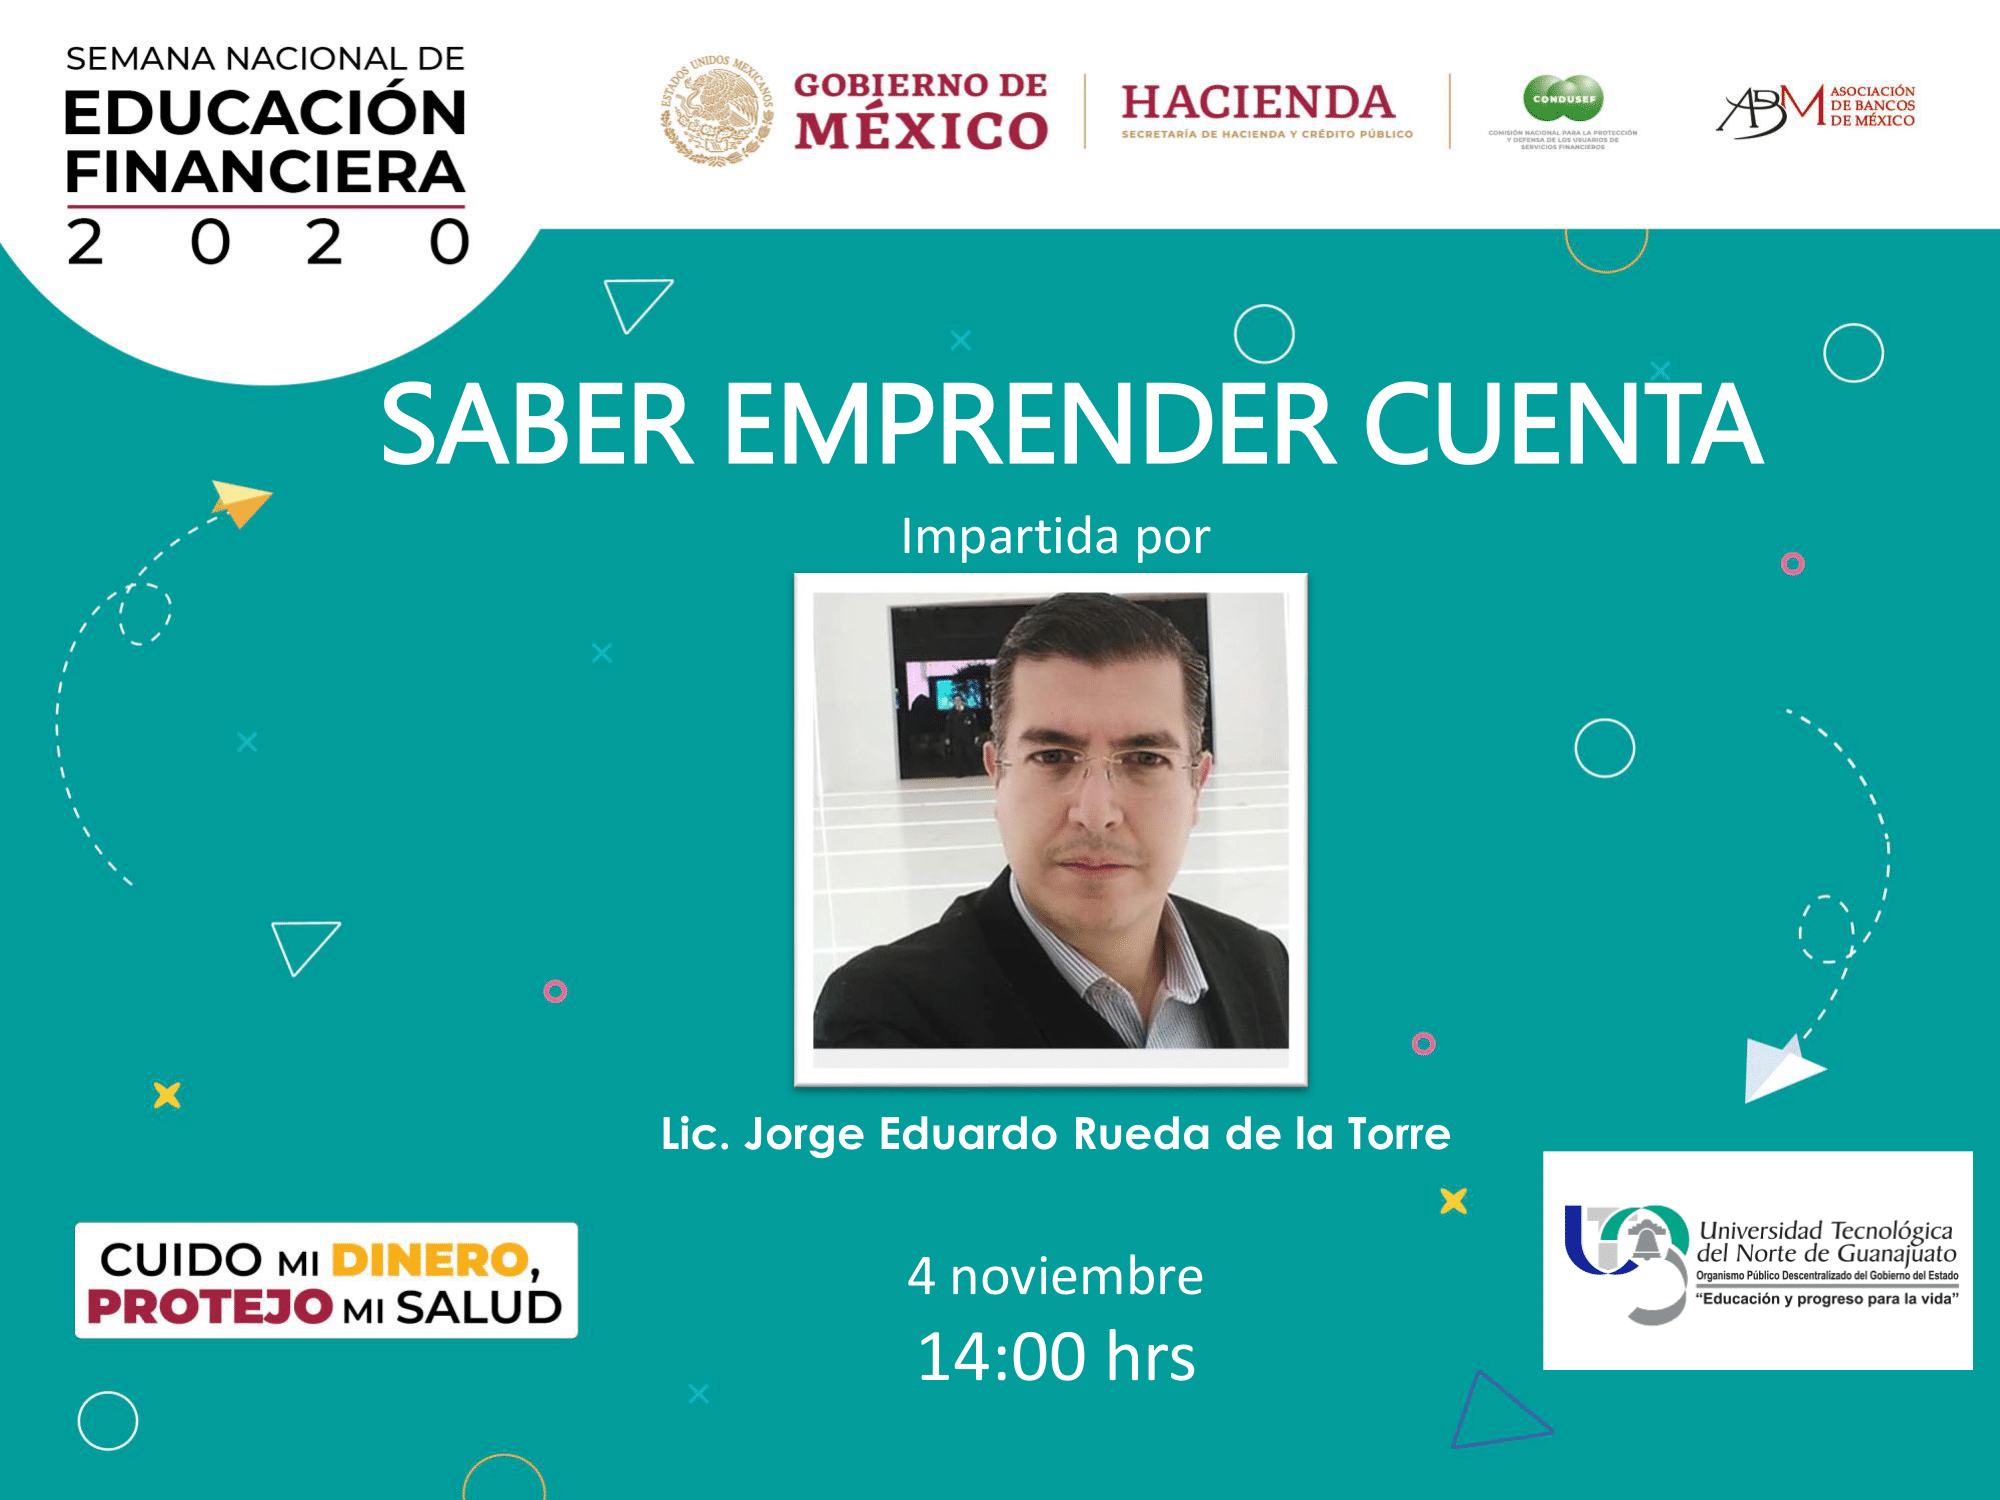 SEMANA NACIONAL DE
EDUCACIÓN
FINANCIERA
2020
ESTADOS UNIDOS MEXICANOS
GOBIERNO DE
MÉXICO
HACIENDA
SECRETARÍA DE HACIENDA Y CRÉDITO PÚBLICO
CONDUSEF
COMISIÓN NACIONAL PARA LA PROTECCIÓN
Y DEFENSA DE LOS USUARIOS DE
SERVICIOS FINANCIEROS
ABM
ASOCIACIÓN
DE BANCOS
DE MÉXICO
SABER EMPRENDER CUENTA
Impartida por
Lic. Jorge Eduardo Rueda de la Torre
CUIDO MI DINERO,
PROTEJO MI SALUD
4 noviembre
14:00 hrs
Universidad Tecnológica
del Norte de Guanajuato
Organismo Público Descentralizado del Gobierno del Estado
“Educación y progreso para la vida”